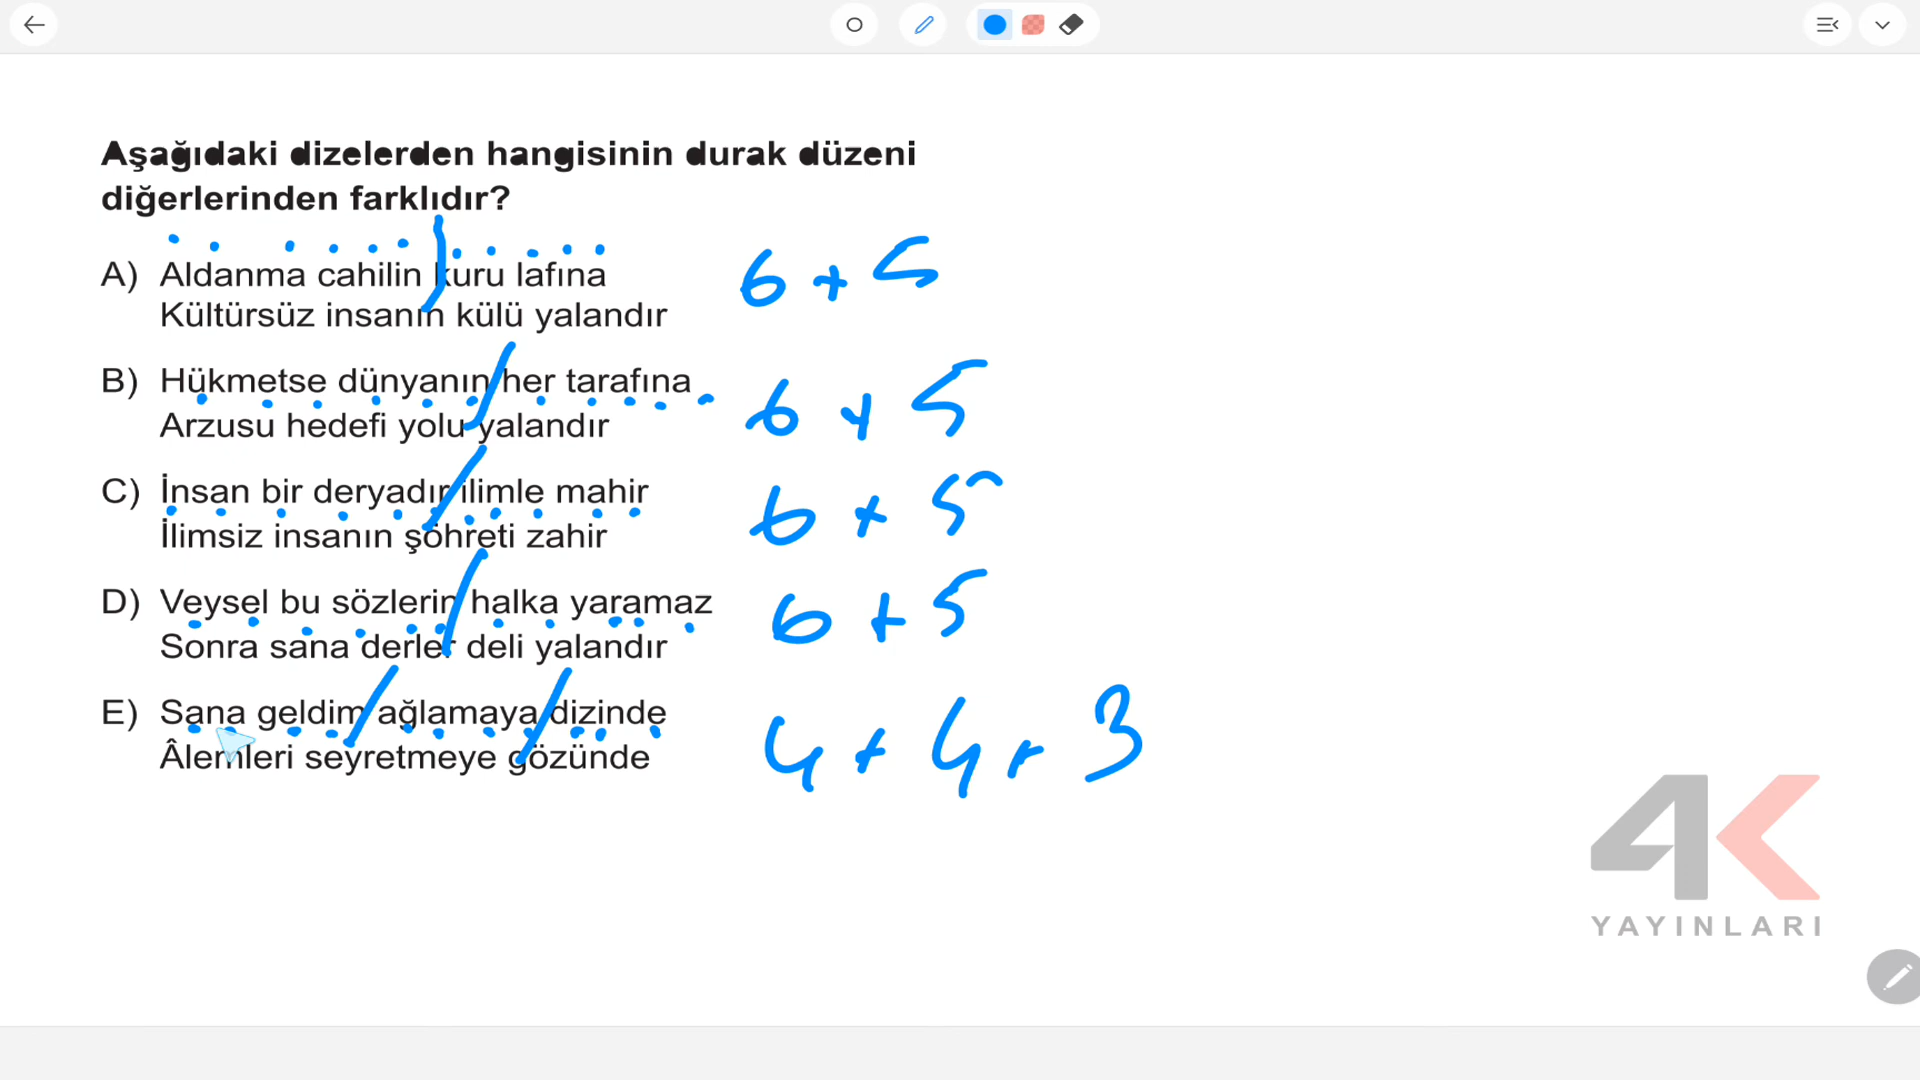 Aşağıdaki dizelerden hangisinin durak düzeni
diğerlerinden farklıdır?
A) Aldanma cahilin kuru lafına 6 + 5
Kültürsüz insanın külü yalandır
B) Hükmetse dünyanın her tarafına 6 + 5
Arzusu hedefi yolu yalandır
C) İnsan bir deryadır ilimle mahir 6 + 5
İlimsiz insanın şöhreti zahir
D) Veysel bu sözlerin halka yaramaz 6 + 5
Sonra sana derler deli yalandır
E) Sana geldim ağlamaya dizinde 4 + 4 + 3
Âlemleri seyretmeye gözünde
4K
YAYINLARI